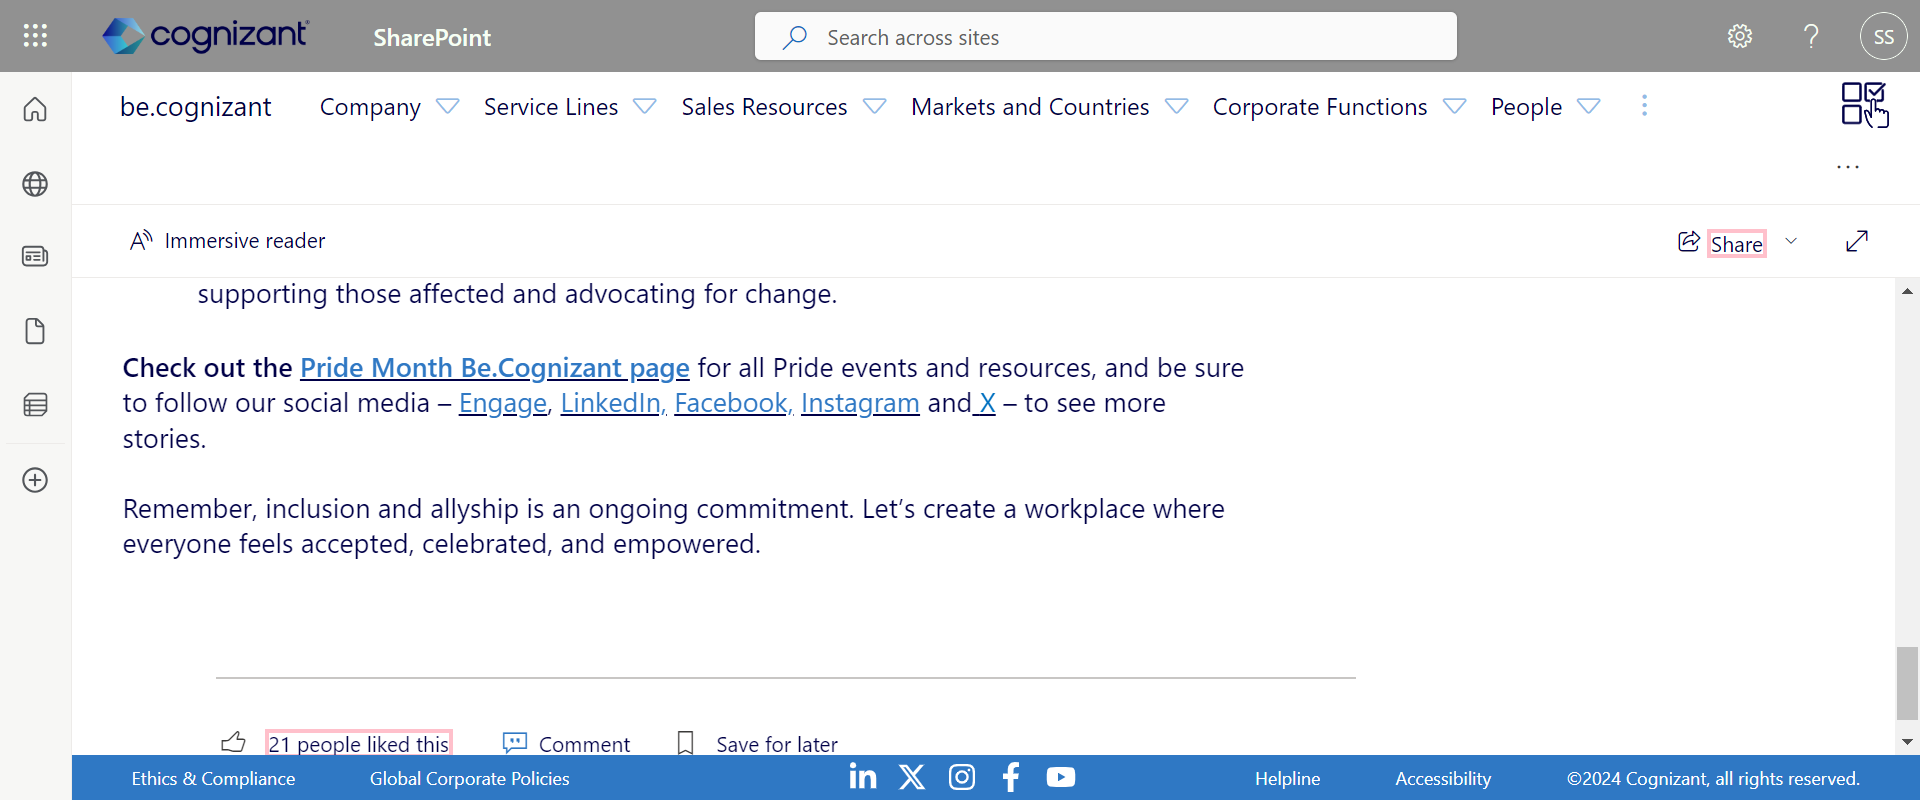 cognizant
SharePoint
Search across sites
SS
be.cognizant
Company
Service Lines
Sales Resources
Markets and Countries
Corporate Functions
People
Immersive reader
Share
supporting those affected and advocating for change.
Check out the Pride Month Be.Cognizant page for all Pride events and resources, and be sure
to follow our social media – Engage, LinkedIn, Facebook, Instagram and X – to see more
stories.
Remember, inclusion and allyship is an ongoing commitment. Let’s create a workplace where
everyone feels accepted, celebrated, and empowered.
21 people liked this
Comment
Save for later
Ethics & Compliance
Global Corporate Policies
Helpline
Accessibility
©2024 Cognizant, all rights reserved.